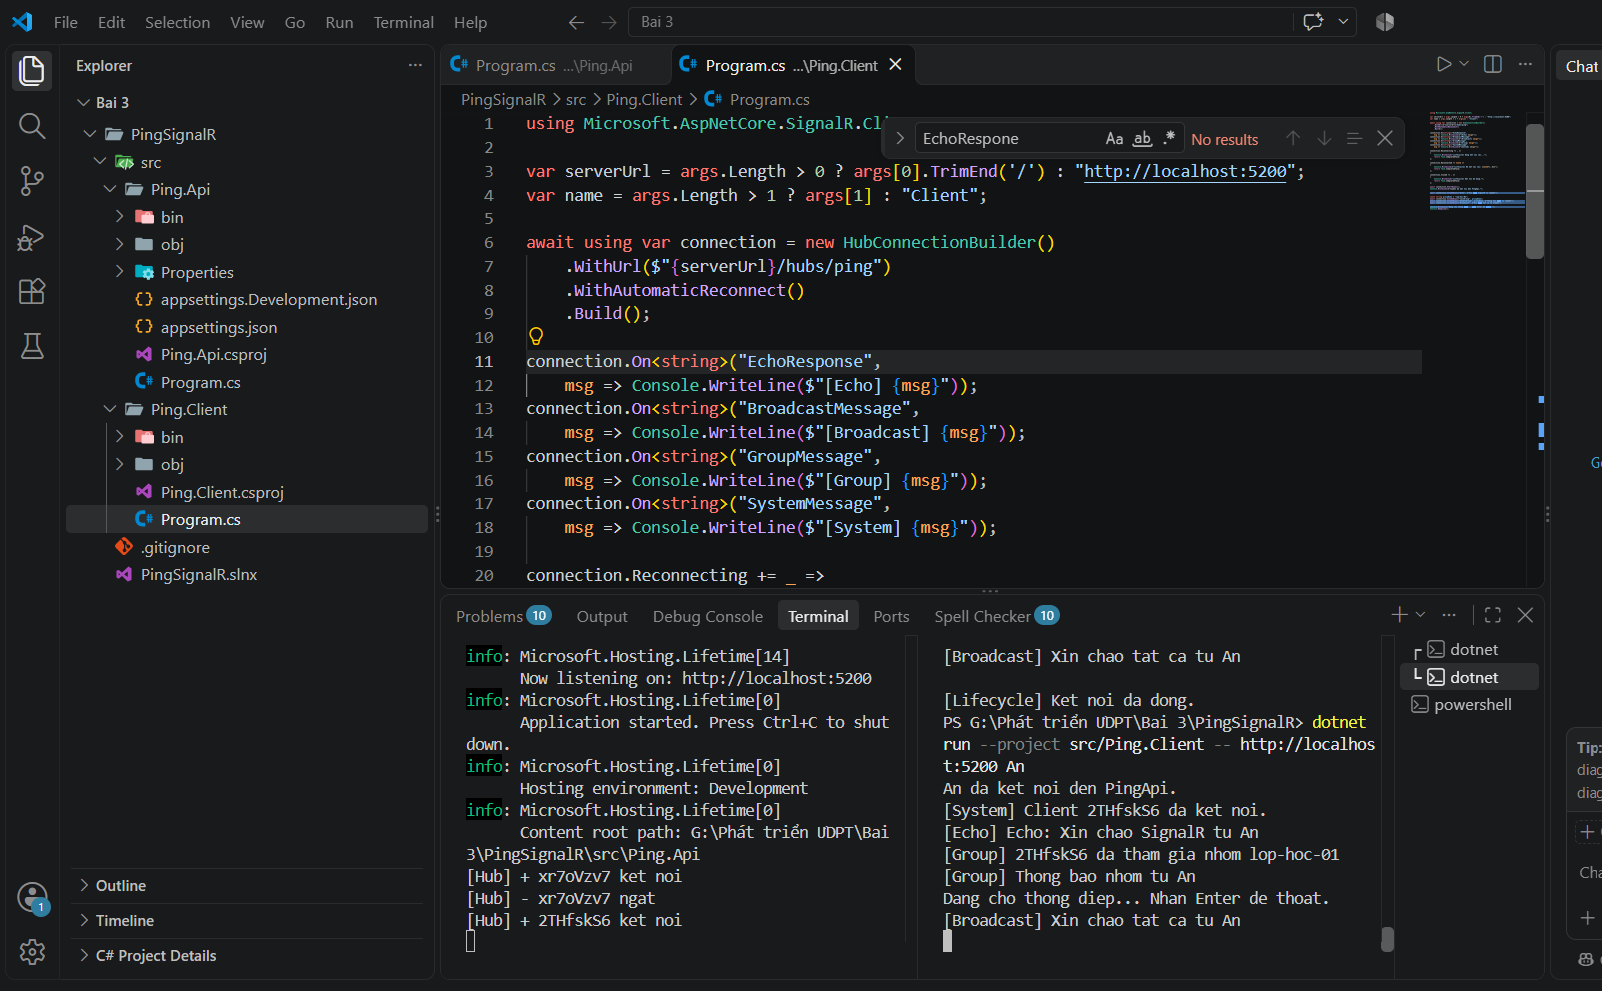 File Edit Selection View Go Run Terminal Help
Bai 3
Explorer
Bai 3
PingSignalR
src
Ping.Api
bin
obj
Properties
appsettings.Development.json
appsettings.json
Ping.Api.csproj
Program.cs
Ping.Client
bin
obj
Ping.Client.csproj
Program.cs
.gitignore
PingSignalR.slnx
Outline
Timeline
C# Project Details
1
Program.cs ...\Ping.Api
Program.cs ...\Ping.Client
PingSignalR > src > Ping.Client > Program.cs
EchoRespone
Aa ab .* No results
1 using Microsoft.AspNetCore.SignalR.Cli
2
3 var serverUrl = args.Length > 0 ? args[0].TrimEnd('/') : "http://localhost:5200";
4 var name = args.Length > 1 ? args[1] : "Client";
5
6 await using var connection = new HubConnectionBuilder()
7 .WithUrl($"{serverUrl}/hubs/ping")
8 .WithAutomaticReconnect()
9 .Build();
10
11 connection.On<string>("EchoResponse",
12 msg => Console.WriteLine($"[Echo] {msg}"));
13 connection.On<string>("BroadcastMessage",
14 msg => Console.WriteLine($"[Broadcast] {msg}"));
15 connection.On<string>("GroupMessage",
16 msg => Console.WriteLine($"[Group] {msg}"));
17 connection.On<string>("SystemMessage",
18 msg => Console.WriteLine($"[System] {msg}"));
19
20 connection.Reconnecting += _ =>
Problems 10 Output Debug Console Terminal Ports Spell Checker 10
info: Microsoft.Hosting.Lifetime[14]
Now listening on: http://localhost:5200
info: Microsoft.Hosting.Lifetime[0]
Application started. Press Ctrl+C to shut
down.
info: Microsoft.Hosting.Lifetime[0]
Hosting environment: Development
info: Microsoft.Hosting.Lifetime[0]
Content root path: G:\Phát triển ƯDPT\Bai
3\PingSignalR\src\Ping.Api
[Hub] + xr7oVzv7 ket noi
[Hub] - xr7oVzv7 ngat
[Hub] + 2THfskS6 ket noi
[Broadcast] Xin chao tat ca tu An
[Lifecycle] Ket noi da dong.
PS G:\Phát triển ƯDPT\Bai 3\PingSignalR> dotnet
run --project src/Ping.Client -- http://localhos
t:5200 An
An da ket noi den PingApi.
[System] Client 2THfskS6 da ket noi.
[Echo] Echo: Xin chao SignalR tu An
[Group] 2THfskS6 da tham gia nhom lop-hoc-01
[Group] Thong bao nhom tu An
Dang cho thong diep... Nhan Enter de thoat.
[Broadcast] Xin chao tat ca tu An
dotnet
dotnet
powershell
Chat
Tip:
diag
diag
Cha